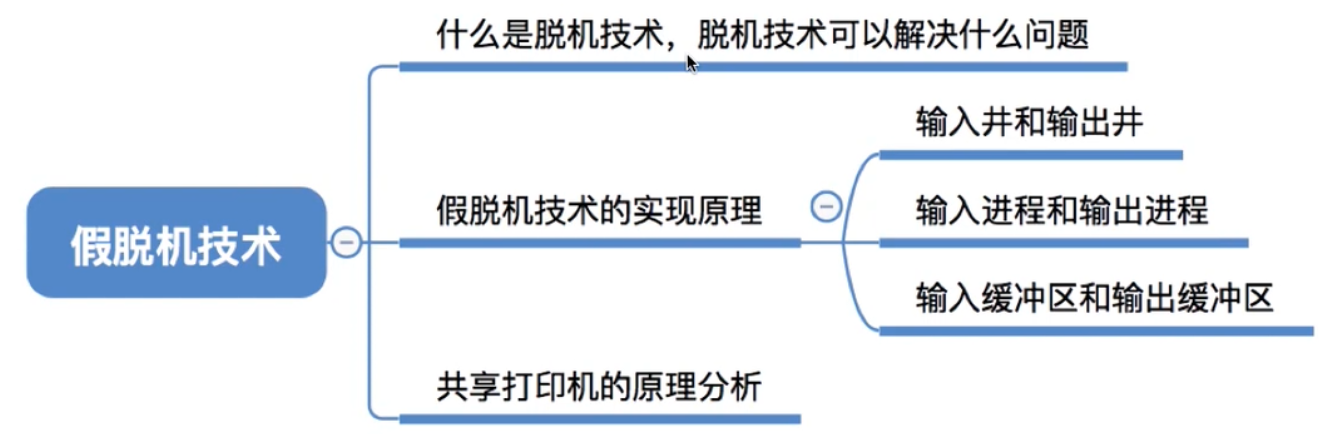 什么是脱机技术，脱机技术可以解决什么问题
输入井和输出井
假脱机技术的实现原理
输入进程和输出进程
假脱机技术
输入缓冲区和输出缓冲区
共享打印机的原理分析